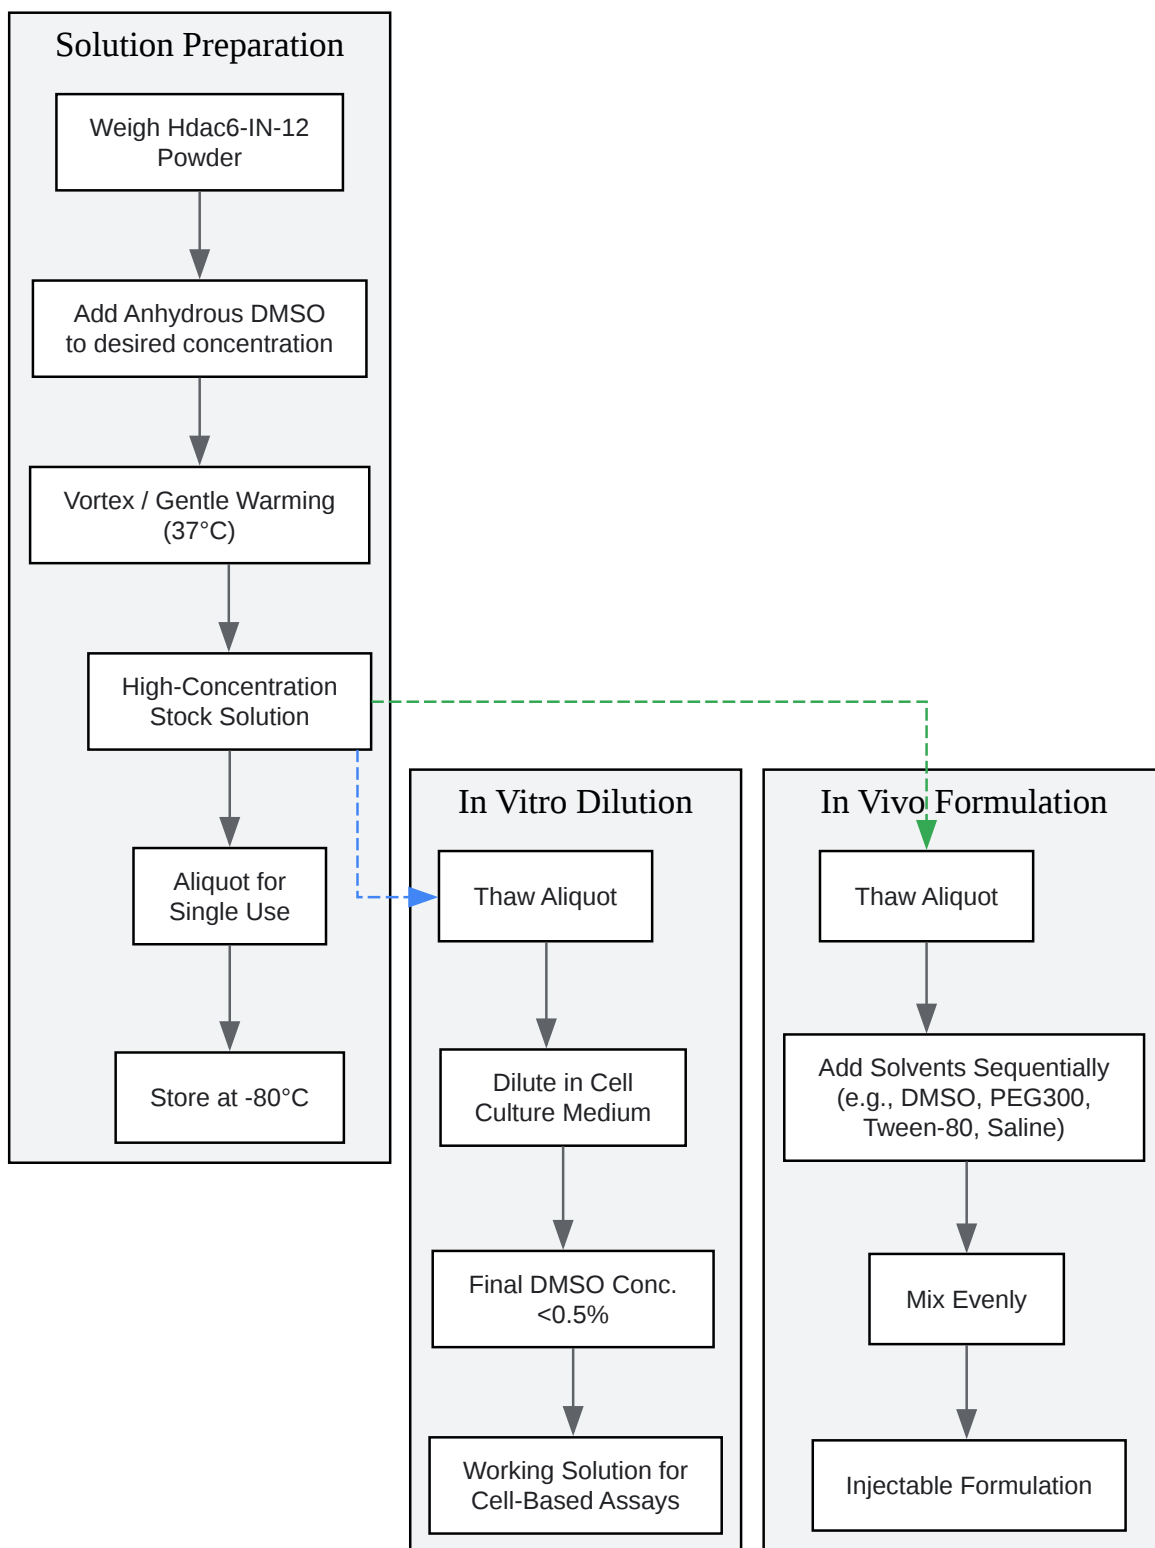 Solution Preparation
Weigh Hdac6-IN-12
Powder
Add Anhydrous DMSO
to desired concentration
Vortex / Gentle Warming
(37°C)
High-Concentration
Stock Solution
Aliquot for
Single Use
Store at -80°C
In Vitro Dilution
Thaw Aliquot
Dilute in Cell
Culture Medium
Final DMSO Conc.
<0.5%
Working Solution for
Cell-Based Assays
In Vivo Formulation
Thaw Aliquot
Add Solvents Sequentially
(e.g., DMSO, PEG300,
Tween-80, Saline)
Mix Evenly
Injectable Formulation